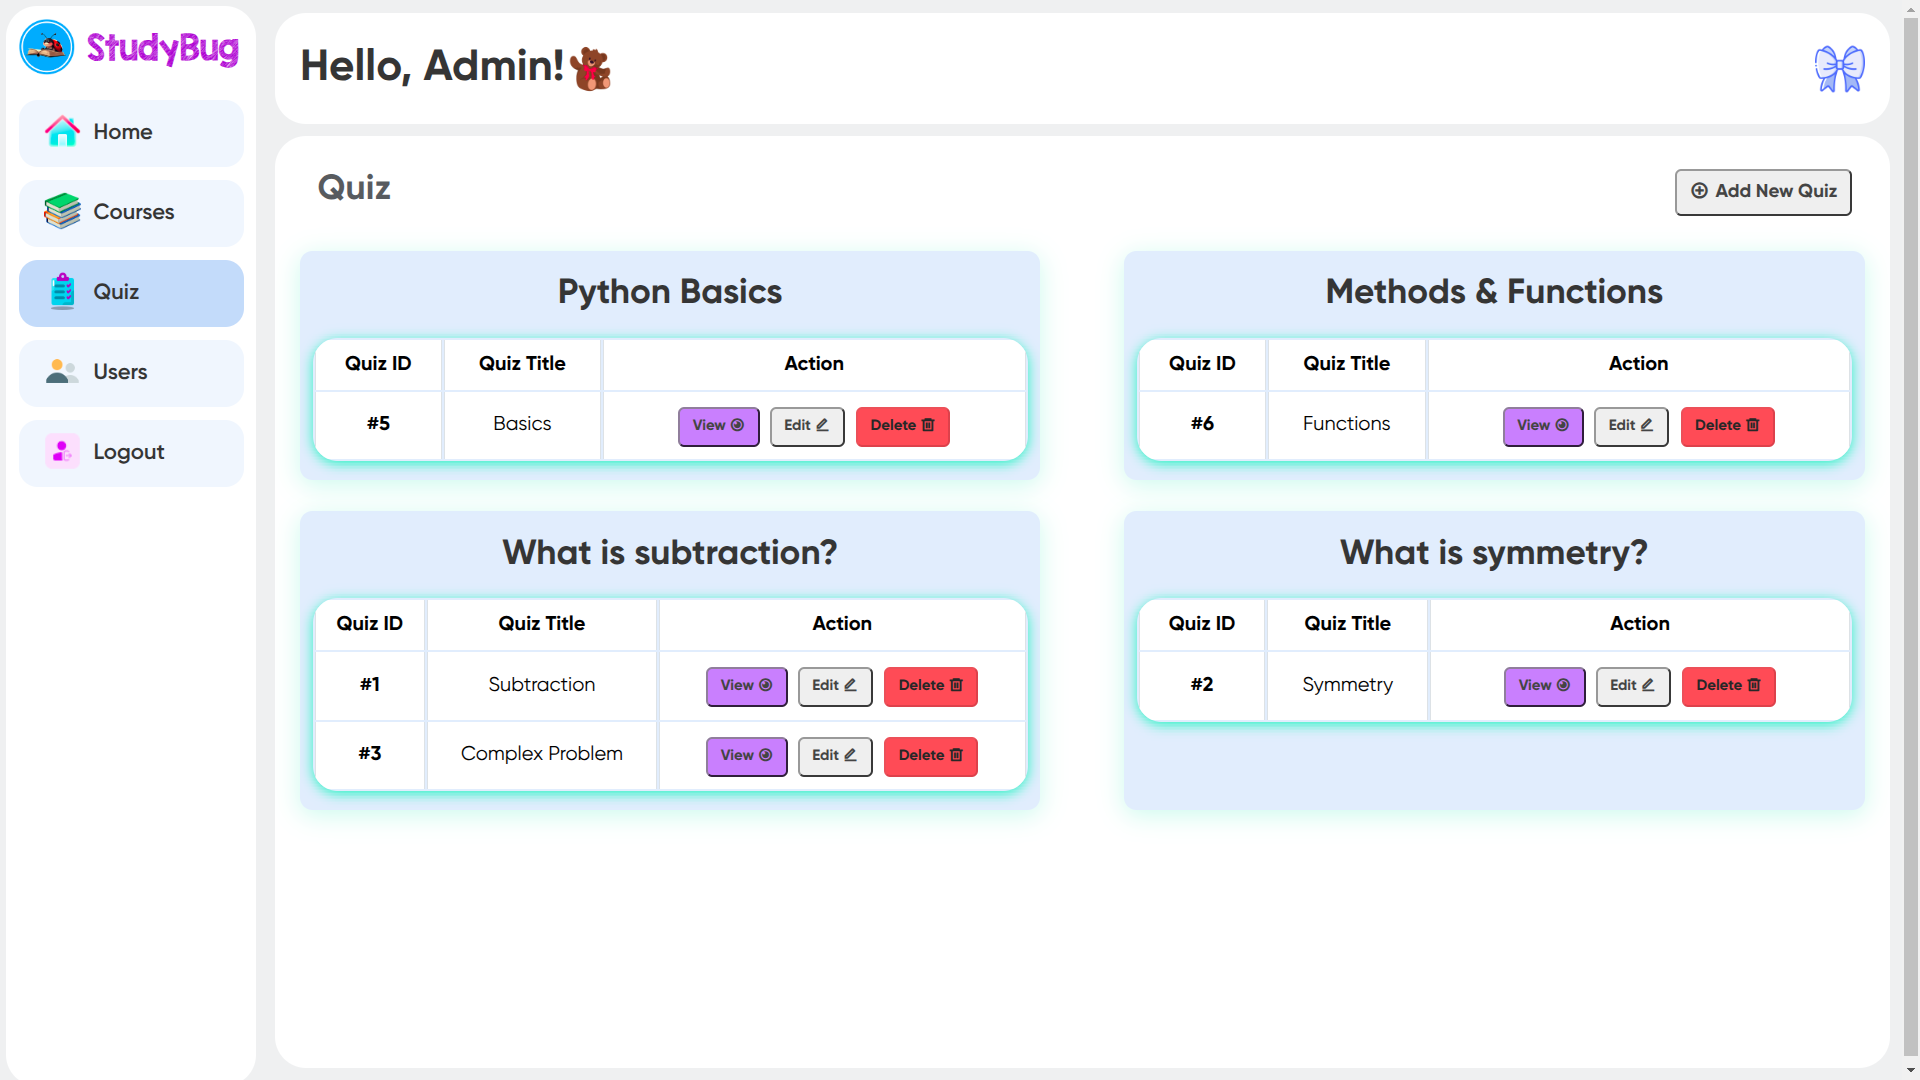 StudyBug
Home
Courses
Quiz
Users
Logout
Hello, Admin!
Quiz
Add New Quiz
Python Basics
Quiz ID Quiz Title Action
#5 Basics View Edit Delete
Methods & Functions
Quiz ID Quiz Title Action
#6 Functions View Edit Delete
What is subtraction?
Quiz ID Quiz Title Action
#1 Subtraction View Edit Delete
#3 Complex Problem View Edit Delete
What is symmetry?
Quiz ID Quiz Title Action
#2 Symmetry View Edit Delete